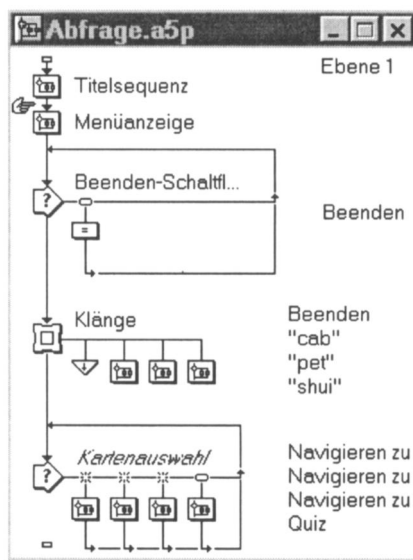 Abfrage.a5p
Ebene 1
Titelsequenz
Menüanzeige
Beenden-Schaltfl...
?
Beenden
=
Klänge
Beenden
"cab"
"pet"
"shui"
Kartenauswahl
Navigieren zu
?
Navigieren zu
Navigieren zu
Quiz